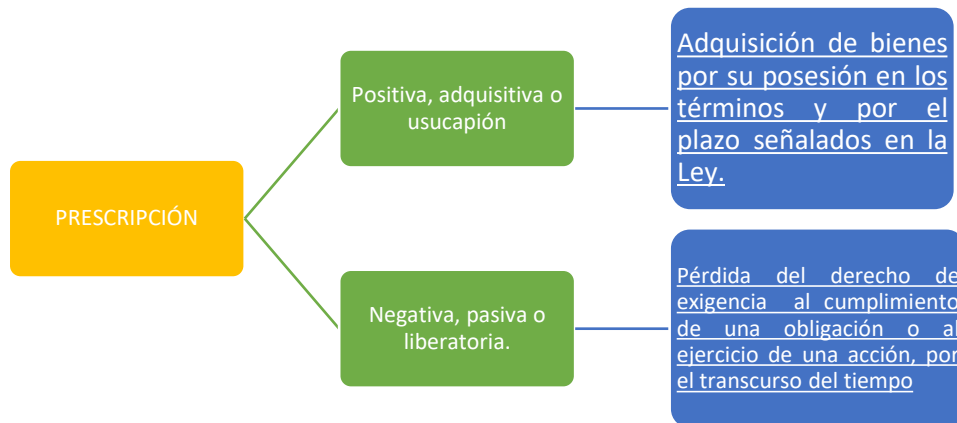 PRESCRIPCIÓN
Positiva, adquisitiva o
usucapión
Adquisición de bienes
por su posesión en los
términos y por el
plazo señalados en la
Ley.
Negativa, pasiva o
liberatoria.
Pérdida del derecho de
exigencia al cumplimiento
de una obligación o al
ejercicio de una acción, por
el transcurso del tiempo